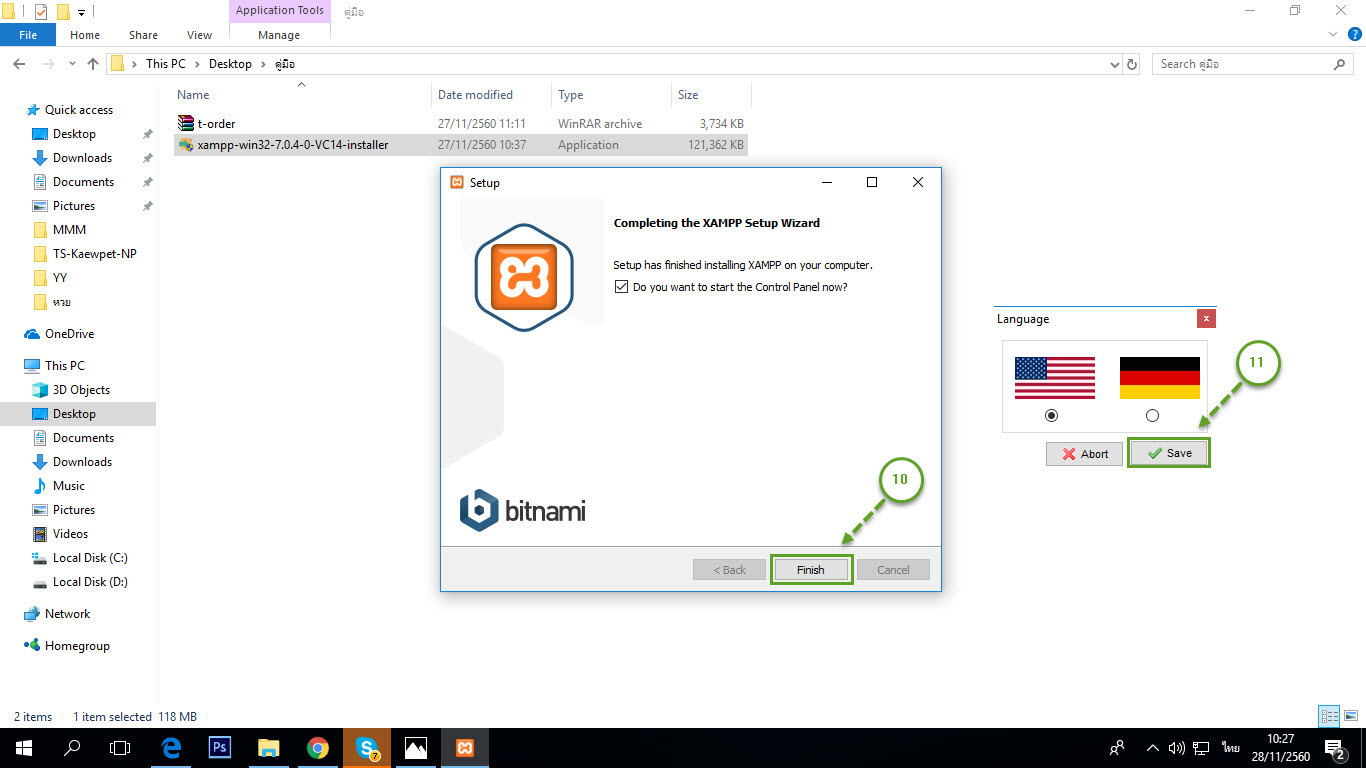 Application Tools
คู่มือ
File
Home
Share
View
Manage
This PC
Desktop
คู่มือ
Search คู่มือ
Name
Date modified
Type
Size
t-order
27/11/2560 11:11
WinRAR archive
3,734 KB
xampp-win32-7.0.4-0-VC14-installer
27/11/2560 10:37
Application
121,362 KB
Quick access
Desktop
Downloads
Documents
Pictures
MMM
TS-Kaewpet-NP
YY
หวย
OneDrive
This PC
3D Objects
Desktop
Documents
Downloads
Music
Pictures
Videos
Local Disk (C:)
Local Disk (D:)
Network
Homegroup
Setup
Completing the XAMPP Setup Wizard
Setup has finished installing XAMPP on your computer.
Do you want to start the Control Panel now?
bitnami
10
< Back
Finish
Cancel
Language
11
Abort
Save
2 items
1 item selected 118 MB
Ps
7
ไทย
10:27
28/11/2560
2